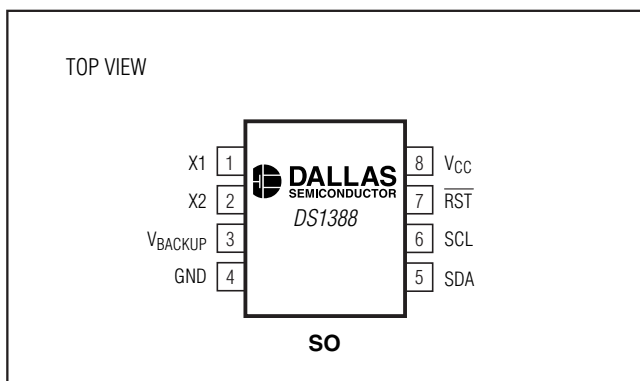 TOP VIEW
X1 1
X2 2
VBACKUP 3
GND 4
DALLAS
SEMICONDUCTOR
DS1388
8 VCC
7 RST
6 SCL
5 SDA
SO